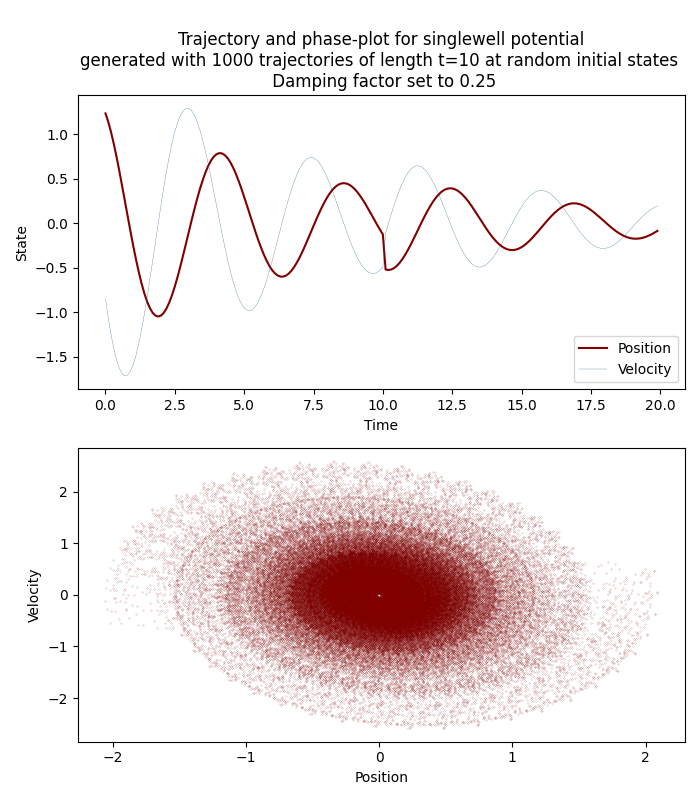 Trajectory and phase-plot for singlewell potential
generated with 1000 trajectories of length t=10 at random initial states
Damping factor set to 0.25
1.0
0.5
0.0
−0.5
−1.0
−1.5
State
Position
Velocity
0.0 2.5 5.0 7.5 10.0 12.5 15.0 17.5 20.0
Time
2
1
0
−1
−2
Velocity
−2 −1 0 1 2
Position